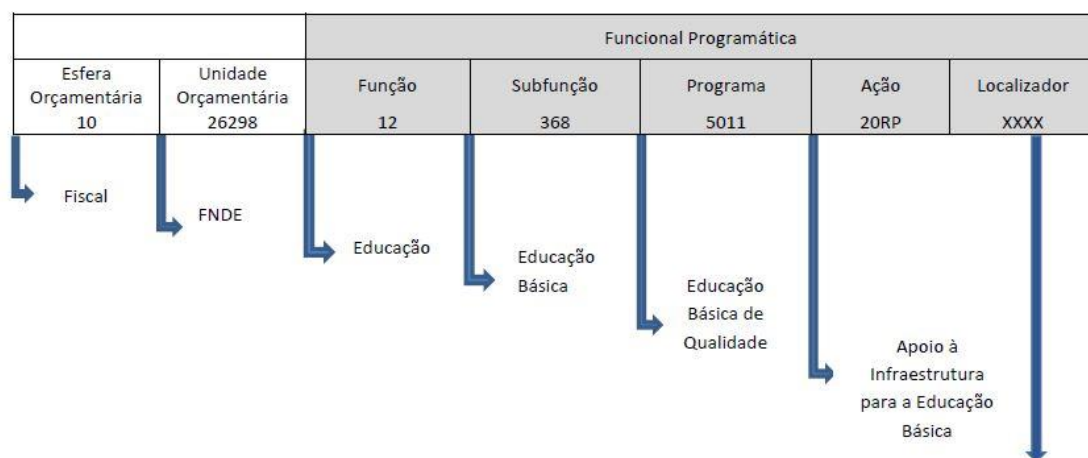 Funcional Programática
Esfera Orçamentária
10
Unidade Orçamentária
26298
Função
12
Subfunção
368
Programa
5011
Ação
20RP
Localizador
XXXX
Fiscal
FNDE
Educação
Educação
Básica
Educação
Básica de
Qualidade
Apoio à
Infraestrutura
para a Educação
Básica